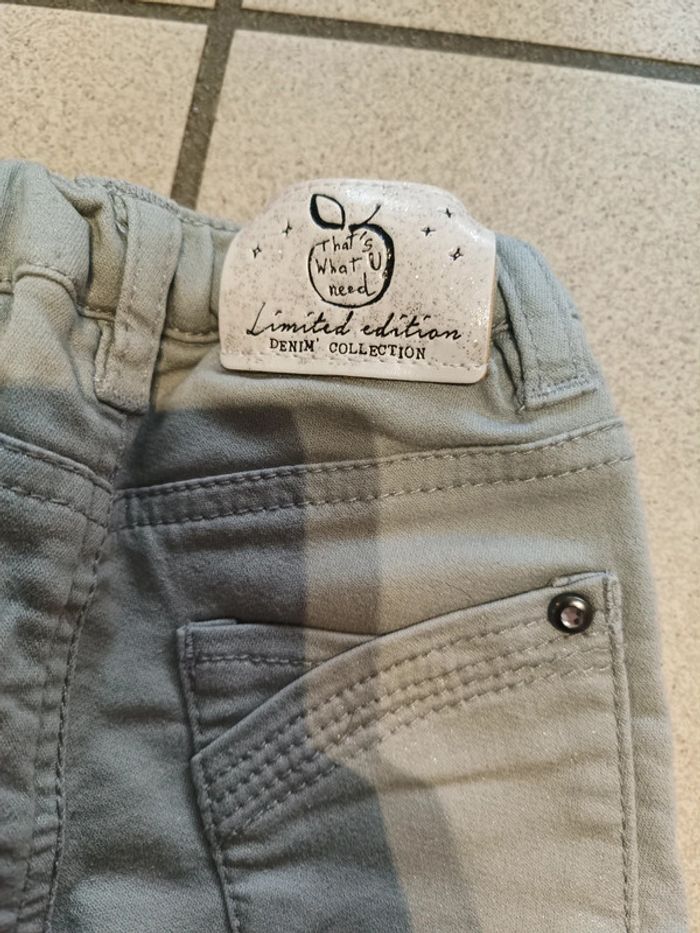 That's
What U
need
Limited edition
DENIM' COLLECTION